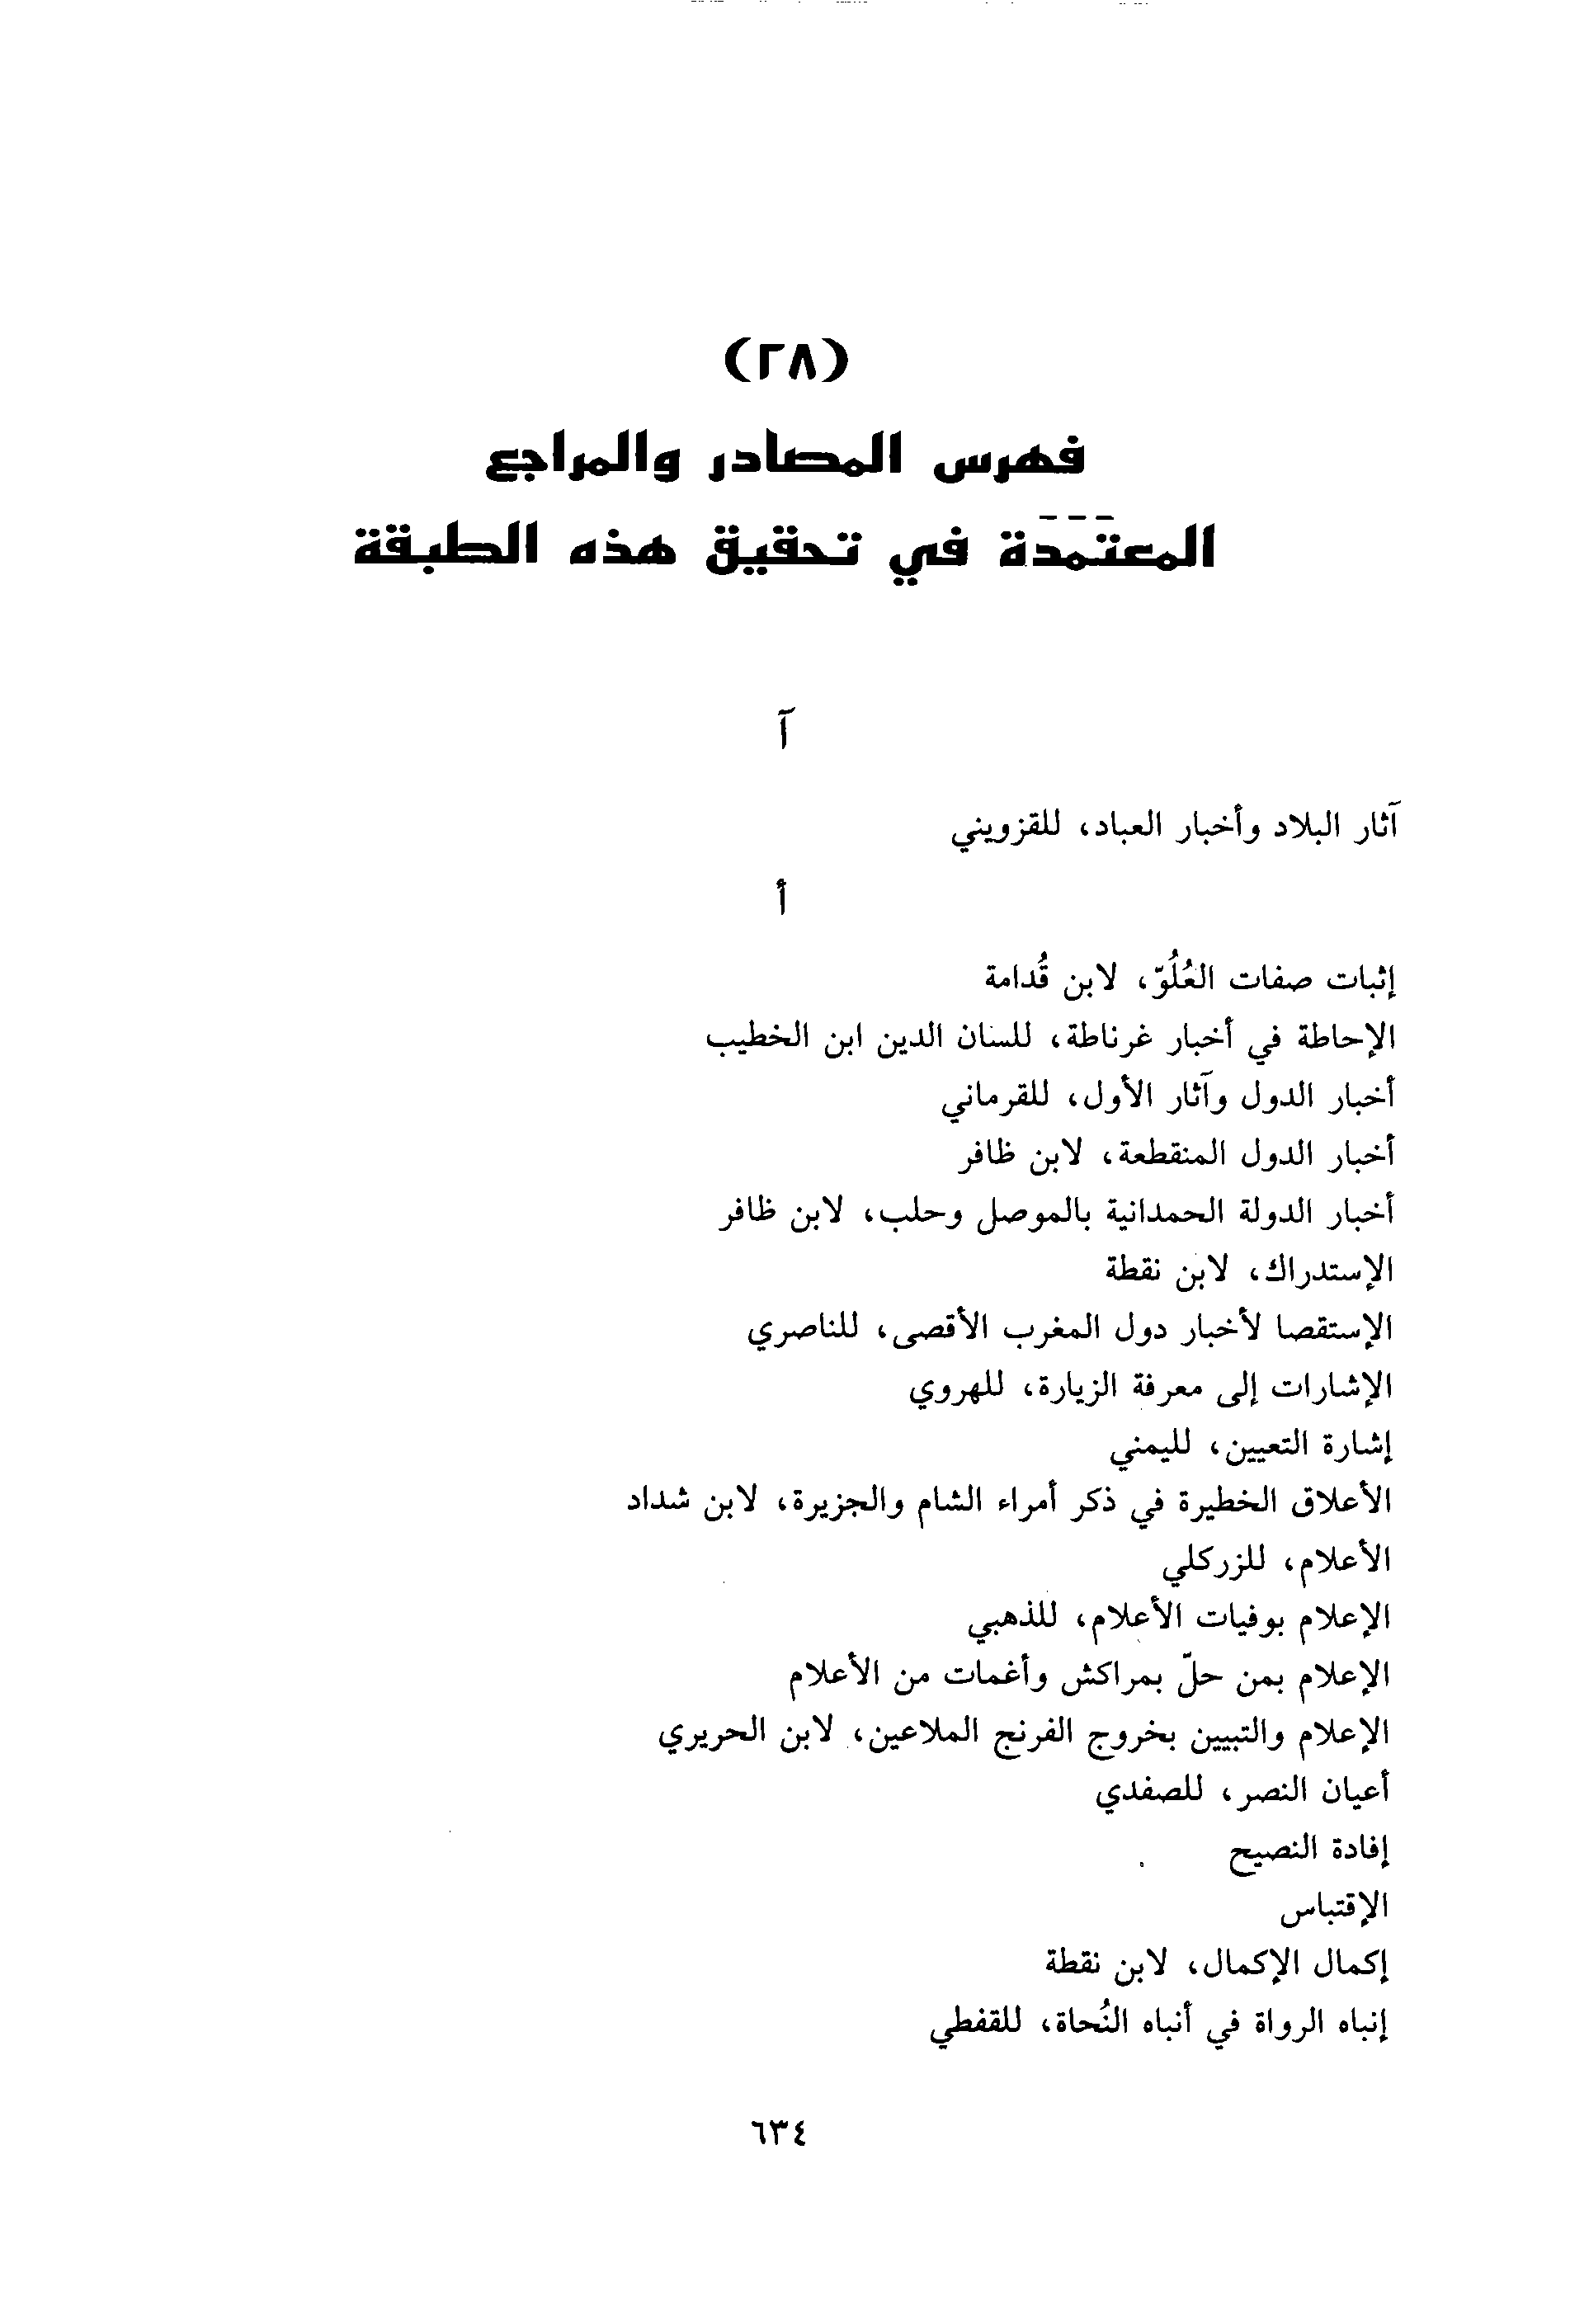 (٢٨)
فهرس المصادر والمراجع
المعتمدة في تحقيق هذه الطبقة
آ
آثار البلاد وأخبار العباد، للقزويني
أ
إثبات صفات العُلُوّ، لابن قُدامة
الإحاطة في أخبار غرناطة، للسان الدين ابن الخطيب
أخبار الدول وآثار الأول، للقرماني
أخبار الدول المنقطعة، لابن ظافر
أخبار الدولة الحمدانية بالموصل وحلب، لابن ظافر
الإستدراك، لابن نقطة
الإستقصا لأخبار دول المغرب الأقصى، للناصري
الإشارات إلى معرفة الزيارة، للهروي
إشارة التعيين، لليمني
الأعلاق الخطيرة في ذكر أمراء الشام والجزيرة، لابن شداد
الأعلام، للزركلي
الإعلام بوفيات الأعلام، للذهبي
الإعلام بمن حلّ بمراكش وأغمات من الأعلام
الإعلام والتبيين بخروج الفرنج الملاعين، لابن الحريري
أعيان النصر، للصفدي
إفادة النصيح
الإقتباس
إكمال الإكمال، لابن نقطة
إنباه الرواة في أنباه النُحاة، للقفطي
٦٣٤